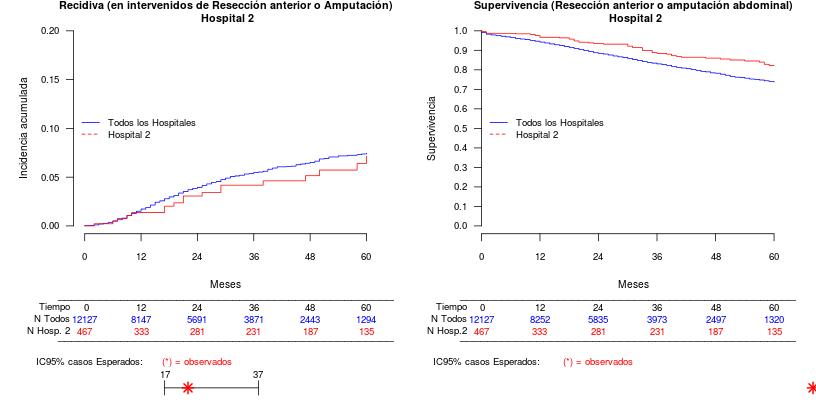 Recidiva (en intervenidos de Resección anterior o Amputación)
Hospital 2
Incidencia acumulada
0.20
0.15
0.10
0.05
0.00
Todos los Hospitales
Hospital 2
0 12 24 36 48 60
Meses
Tiempo 0 12 24 36 48 60
N Todos 12127 8147 5691 3871 2443 1294
N Hosp. 2 467 333 281 231 187 135
IC95% casos Esperados: (*) = observados
17 37
Supervivencia (Resección anterior o amputación abdominal)
Hospital 2
Supervivencia
1.0
0.9
0.8
0.7
0.6
0.5
0.4
0.3
0.2
0.1
0.0
Todos los Hospitales
Hospital 2
0 12 24 36 48 60
Meses
Tiempo 0 12 24 36 48 60
N Todos 12127 8252 5835 3973 2497 1320
N Hosp.2 467 333 281 231 187 135
IC95% casos Esperados: (*) = observados